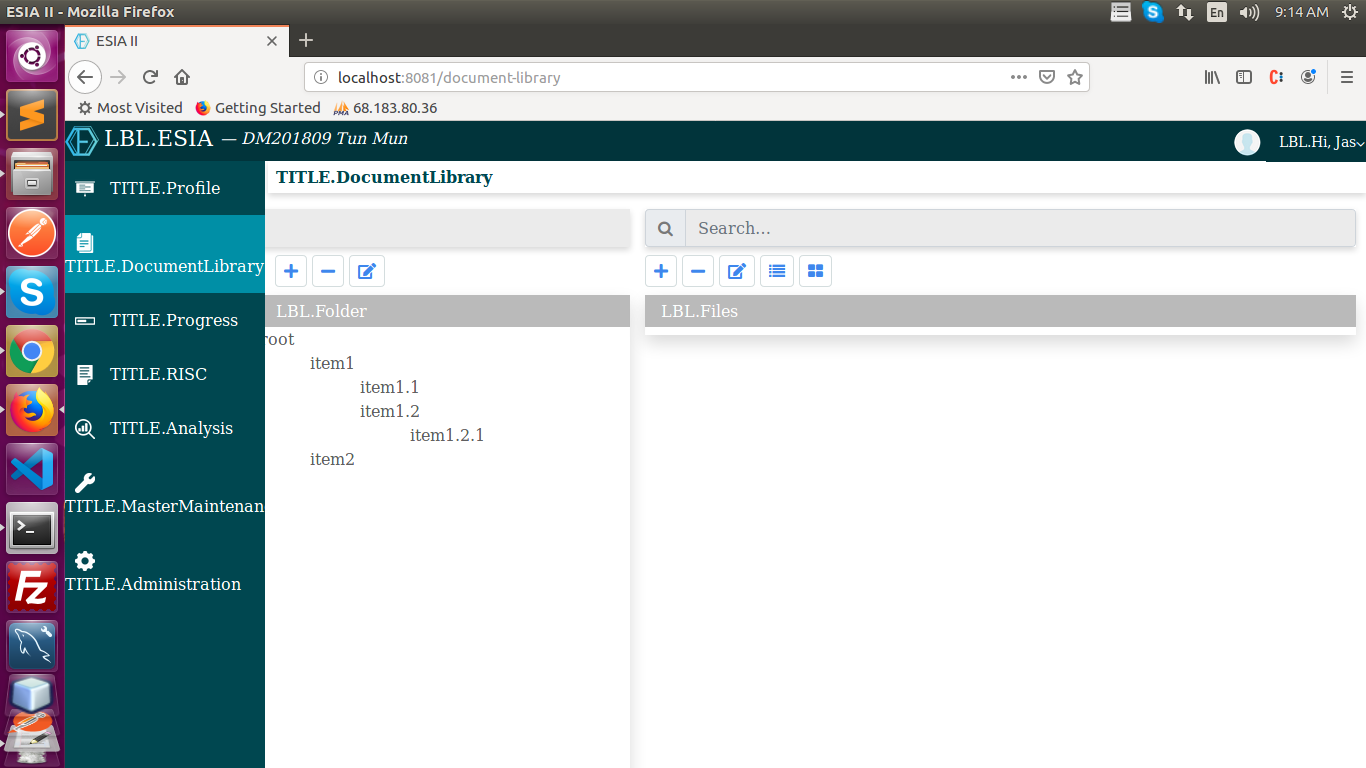 ESIA II - Mozilla Firefox
En
9:14 AM
ESIA II
localhost:8081/document-library
Most Visited
Getting Started
PMA
68.183.80.36
LBL.ESIA — DM201809 Tun Mun
LBL.Hi, Jas
TITLE.Profile
TITLE.DocumentLibrary
TITLE.Progress
TITLE.RISC
TITLE.Analysis
TITLE.MasterMaintenan
TITLE.Administration
TITLE.DocumentLibrary
Search...
LBL.Folder
root
item1
item1.1
item1.2
item1.2.1
item2
LBL.Files